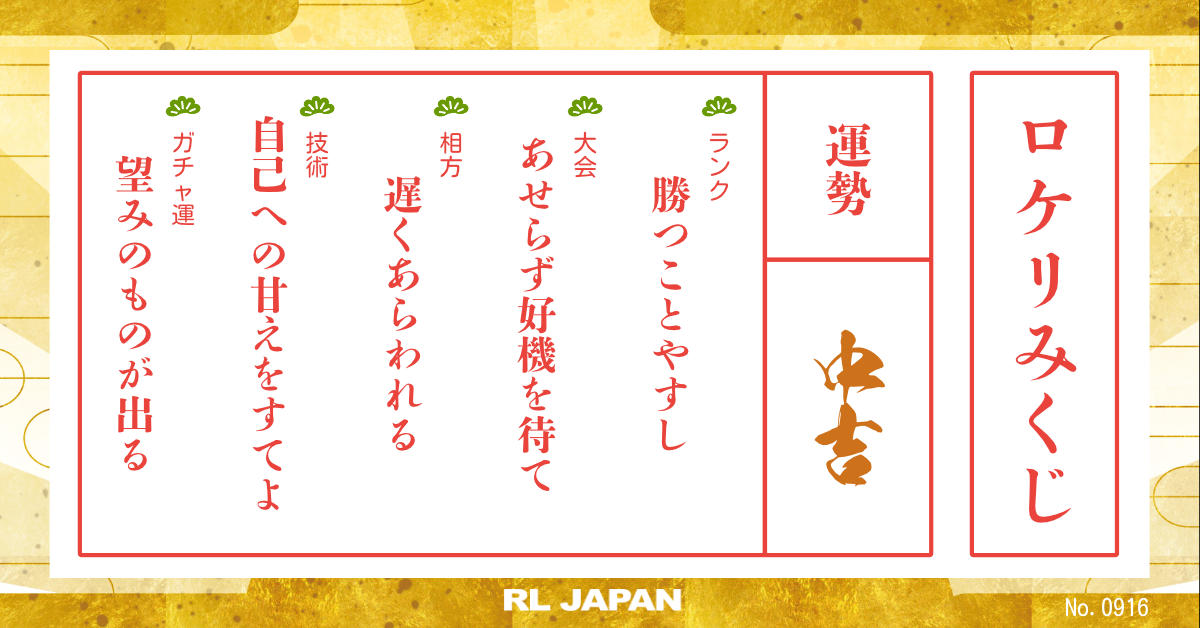 ロケリみくじ
運勢
中吉
ランク
勝つことやすし
大会
あせらず好機を待て
相方
遅くあらわれる
技術
自己への甘えをすてよ
ガチャ運
望みのものが出る
RL JAPAN
No. 0916